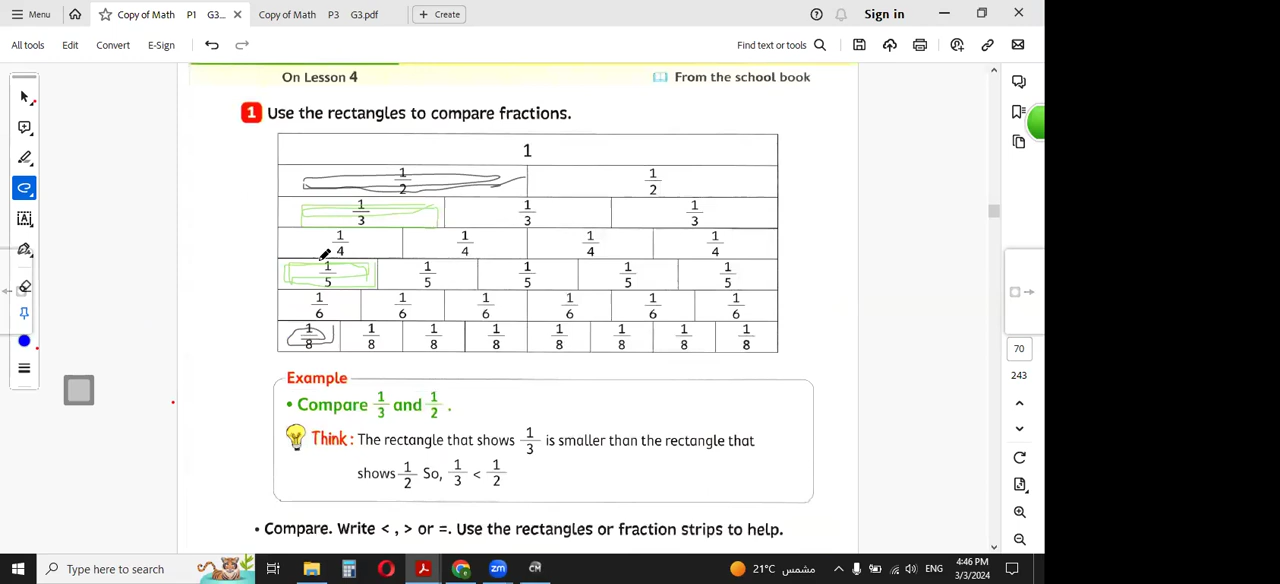 Menu
Copy of Math P1 G3...
Copy of Math P3 G3.pdf
Create
Sign in
All tools
Edit
Convert
E-Sign
Find text or tools
On Lesson 4
From the school book
1 Use the rectangles to compare fractions.
1
1/2 1/2
1/3 1/3 1/3
1/4 1/4 1/4 1/4
1/5 1/5 1/5 1/5 1/5
1/6 1/6 1/6 1/6 1/6 1/6
1/8 1/8 1/8 1/8 1/8 1/8 1/8 1/8
Example
• Compare 1/3 and 1/2 .
Think : The rectangle that shows 1/3 is smaller than the rectangle that
shows 1/2 So, 1/3 < 1/2
• Compare. Write < , > or =. Use the rectangles or fraction strips to help.
70
243
Type here to search
zm
21°C مشمس
ENG
4:46 PM
3/3/2024